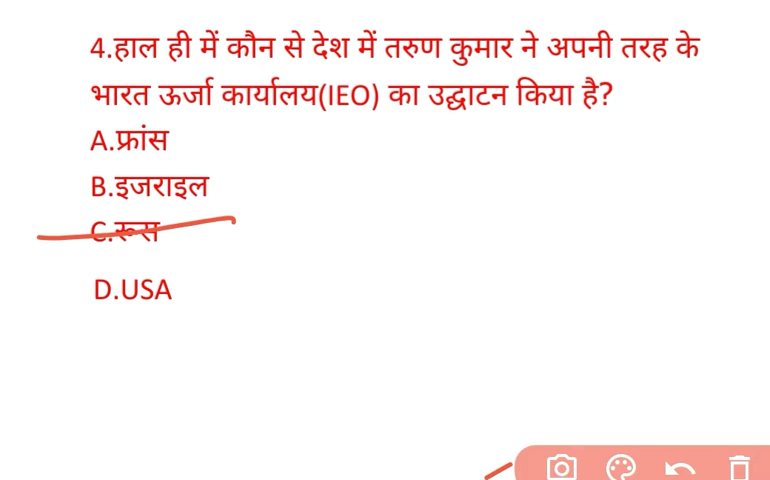 4.हाल ही में कौन से देश में तरुण कुमार ने अपनी तरह के
भारत ऊर्जा कार्यालय(IEO) का उद्घाटन किया है?
A.फ्रांस
B.इजराइल
C.रूस
D.USA